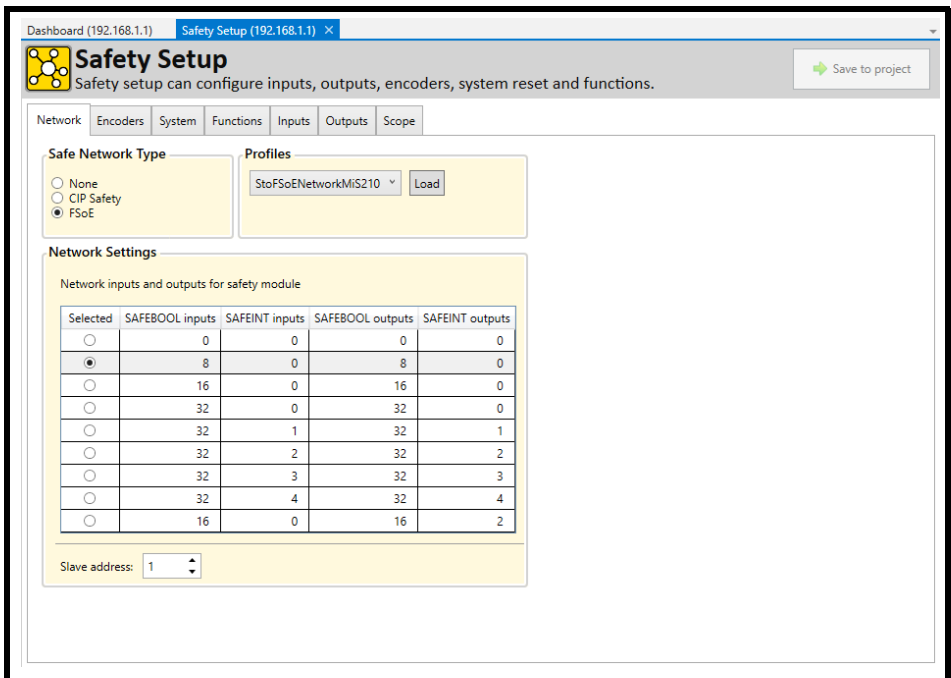 Dashboard (192.168.1.1) Safety Setup (192.168.1.1) ×
Safety Setup
Safety setup can configure inputs, outputs, encoders, system reset and functions.
Save to project
Network Encoders System Functions Inputs Outputs Scope
Safe Network Type
None
CIP Safety
FSoE
Profiles
StoFSoENetworkMiS210 Load
Network Settings
Network inputs and outputs for safety module
Selected SAFEBOOL inputs SAFEINT inputs SAFEBOOL outputs SAFEINT outputs
0 0 0 0
8 0 8 0
16 0 16 0
32 0 32 0
32 1 32 1
32 2 32 2
32 3 32 3
32 4 32 4
16 0 16 2
Slave address: 1